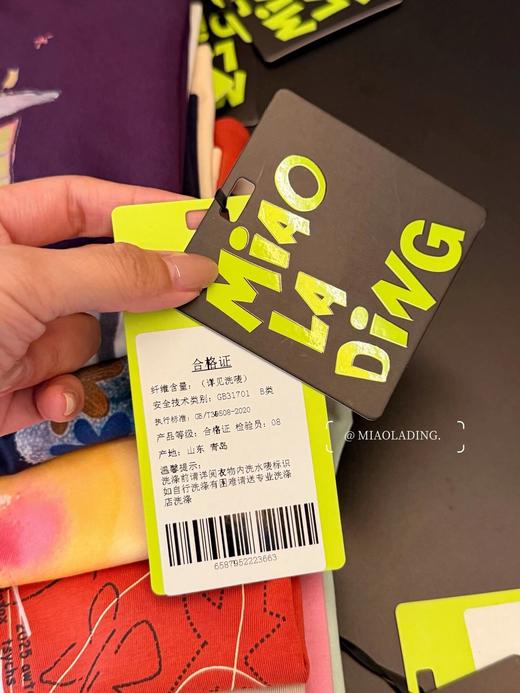 MiAO
LA
DiNG
合格证
纤维含量：（详见洗唛）
安全技术类别：GB31701 B类
执行标准：GB/T39508-2020
产品等级：合格证 检验员：08
产地：山东 青岛
温馨提示：
洗涤前请详阅衣物内洗水唛标识
如自行洗涤有困难请送专业洗涤
店洗涤
6587952223663
@ MIAOLADING.
2025 owt